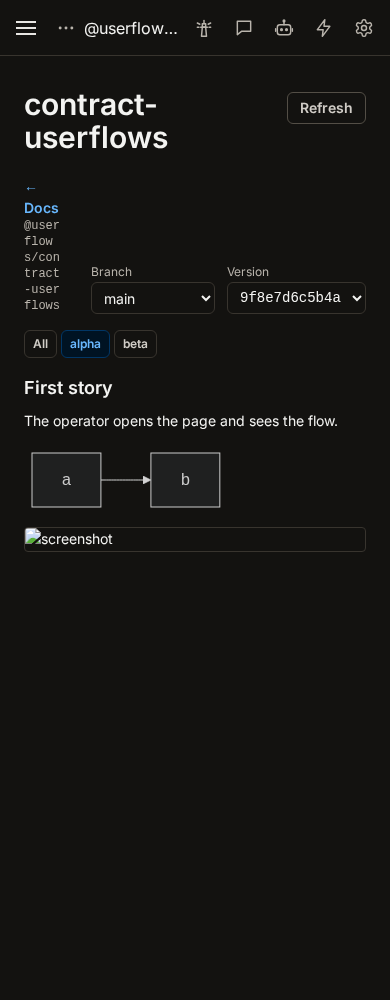 ... @userflow...
contract-
userflows
Refresh
←
Docs
@user
flow
s/con
tract
-user
flows
Branch
main
Version
9f8e7d6c5b4a
All alpha beta
First story
The operator opens the page and sees the flow.
a b
screenshot